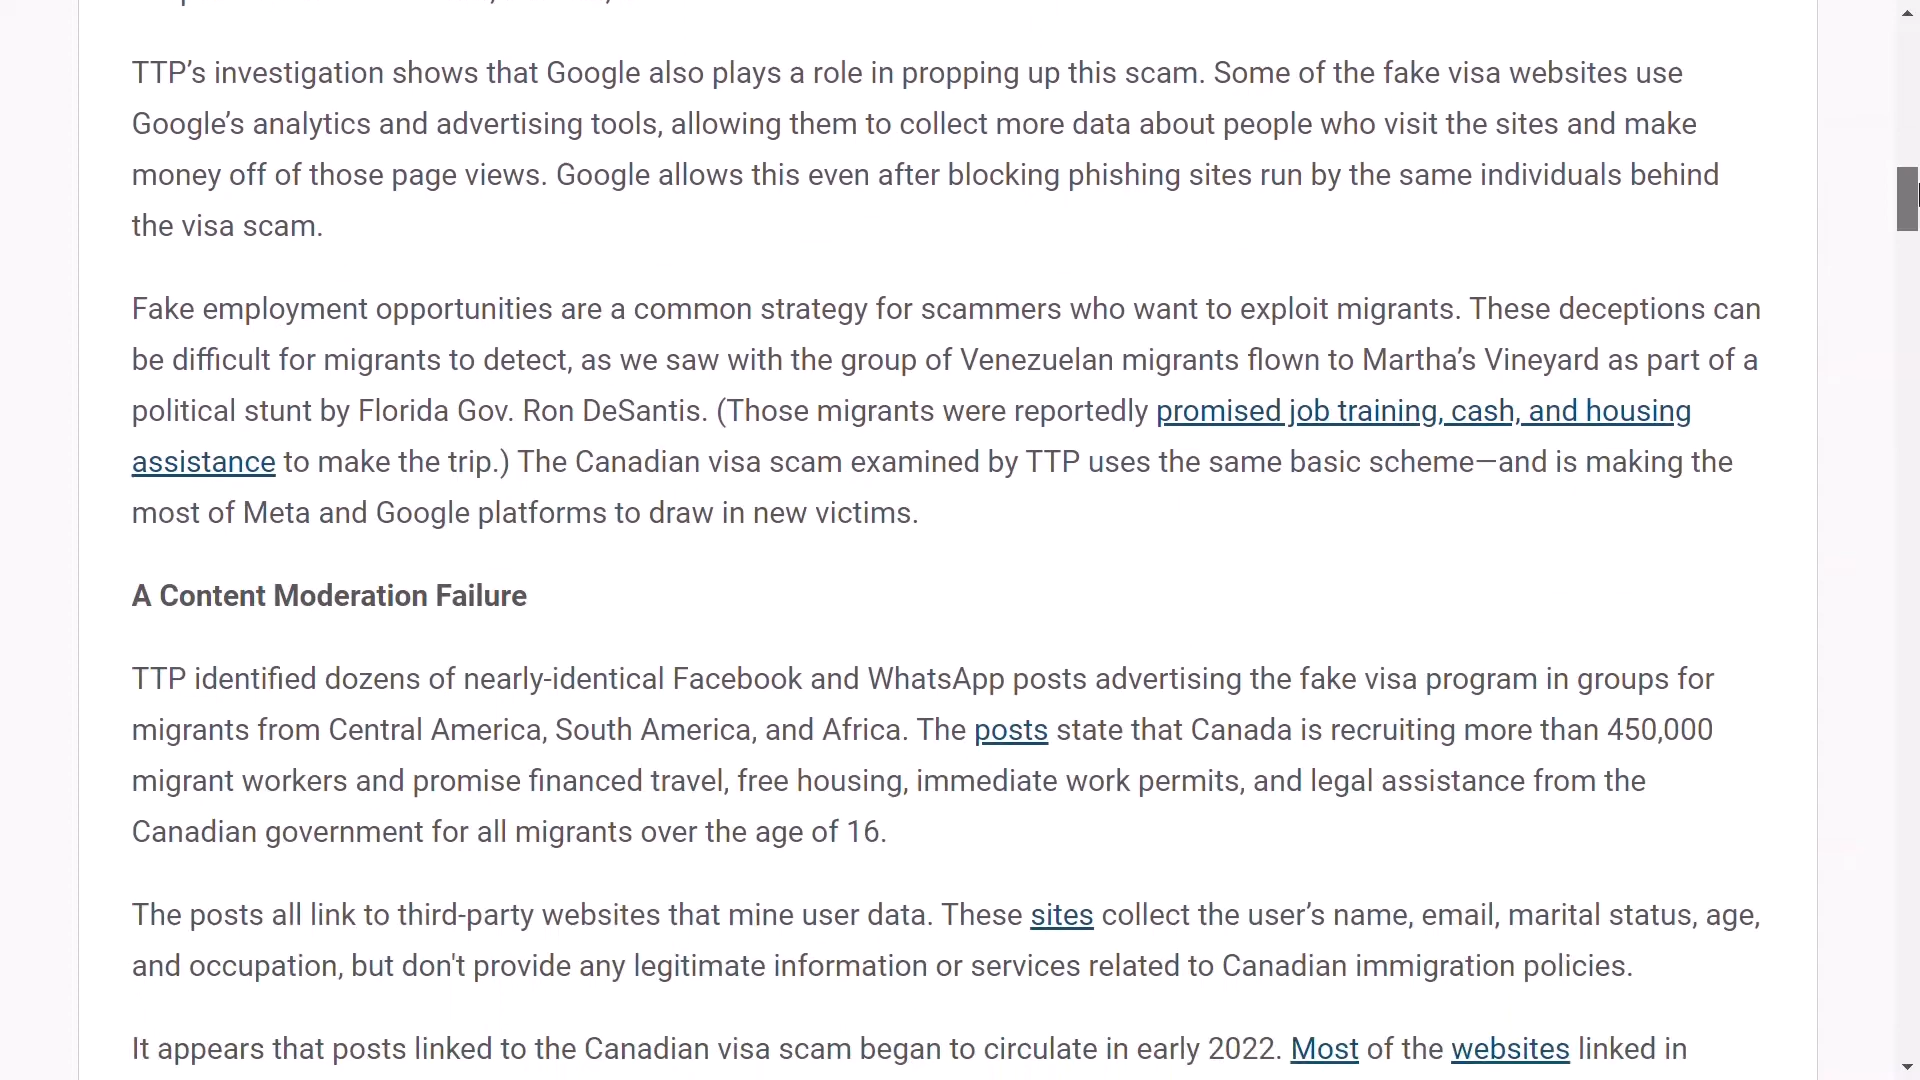 TTP’s investigation shows that Google also plays a role in propping up this scam. Some of the fake visa websites use
Google’s analytics and advertising tools, allowing them to collect more data about people who visit the sites and make
money off of those page views. Google allows this even after blocking phishing sites run by the same individuals behind
the visa scam.
Fake employment opportunities are a common strategy for scammers who want to exploit migrants. These deceptions can
be difficult for migrants to detect, as we saw with the group of Venezuelan migrants flown to Martha’s Vineyard as part of a
political stunt by Florida Gov. Ron DeSantis. (Those migrants were reportedly promised job training, cash, and housing
assistance to make the trip.) The Canadian visa scam examined by TTP uses the same basic scheme—and is making the
most of Meta and Google platforms to draw in new victims.
A Content Moderation Failure
TTP identified dozens of nearly-identical Facebook and WhatsApp posts advertising the fake visa program in groups for
migrants from Central America, South America, and Africa. The posts state that Canada is recruiting more than 450,000
migrant workers and promise financed travel, free housing, immediate work permits, and legal assistance from the
Canadian government for all migrants over the age of 16.
The posts all link to third-party websites that mine user data. These sites collect the user’s name, email, marital status, age,
and occupation, but don't provide any legitimate information or services related to Canadian immigration policies.
It appears that posts linked to the Canadian visa scam began to circulate in early 2022. Most of the websites linked in